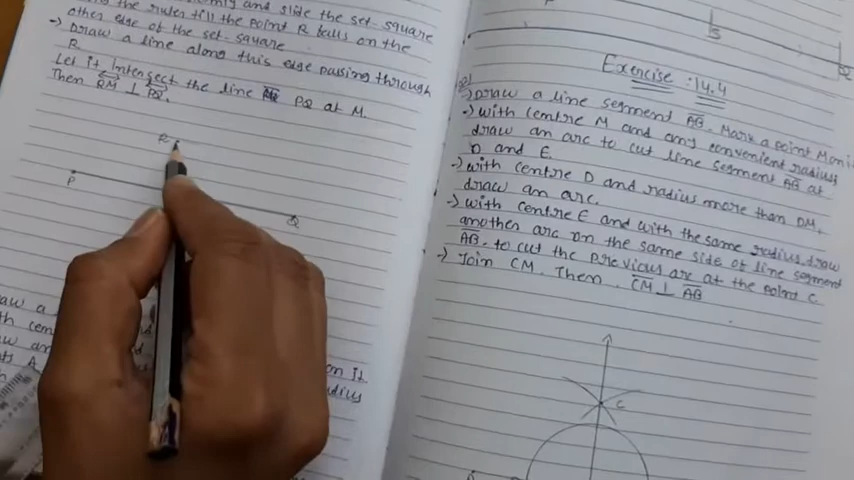 the ruler till the point R falls on the
other edge of the set-square
-) Draw a line along this edge passing through
R
Let it intersect the line PQ at M.
Then RM ⊥ PQ.
R
P
Q
Draw a
on it
radius
S
Q
Exercise :14.4
-) Draw a line segment AB. Mark a point M on it
-) with centre M and any convenient radius
draw an arc to cut line segment AB at
D and E.
-) with centre D and radius more than DM,
draw an arc.
-) with centre E and with the same radius, draw
another arc on the same side of line segment
AB. to cut the previous arc at the point C.
-) Join CM. Then CM ⊥ AB
C